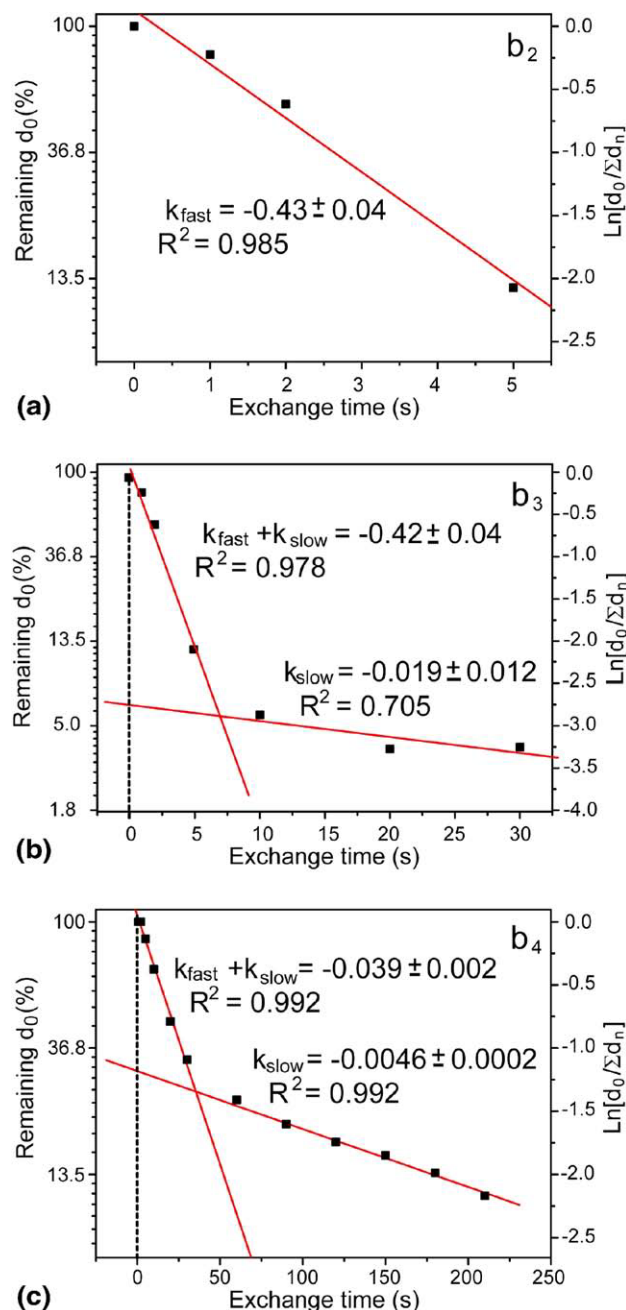 b2
Remaining d0(%)
100
36.8
13.5
0.0
-0.5
-1.0
-1.5
-2.0
-2.5
Ln[d0/Σdn]
kfast = -0.43 ± 0.04
R2 = 0.985
0 1 2 3 4 5
(a) Exchange time (s)
b3
Remaining d0(%)
100
36.8
13.5
5.0
1.8
0.0
-0.5
-1.0
-1.5
-2.0
-2.5
-3.0
-3.5
-4.0
Ln[d0/Σdn]
kfast + kslow = -0.42 ± 0.04
R2 = 0.978
kslow = -0.019 ± 0.012
R2 = 0.705
0 5 10 15 20 25 30
(b) Exchange time (s)
b4
Remaining d0(%)
100
36.8
13.5
0.0
-0.5
-1.0
-1.5
-2.0
-2.5
Ln[d0/Σdn]
kfast + kslow = -0.039 ± 0.002
R2 = 0.992
kslow = -0.0046 ± 0.0002
R2 = 0.992
0 50 100 150 200 250
(c) Exchange time (s)